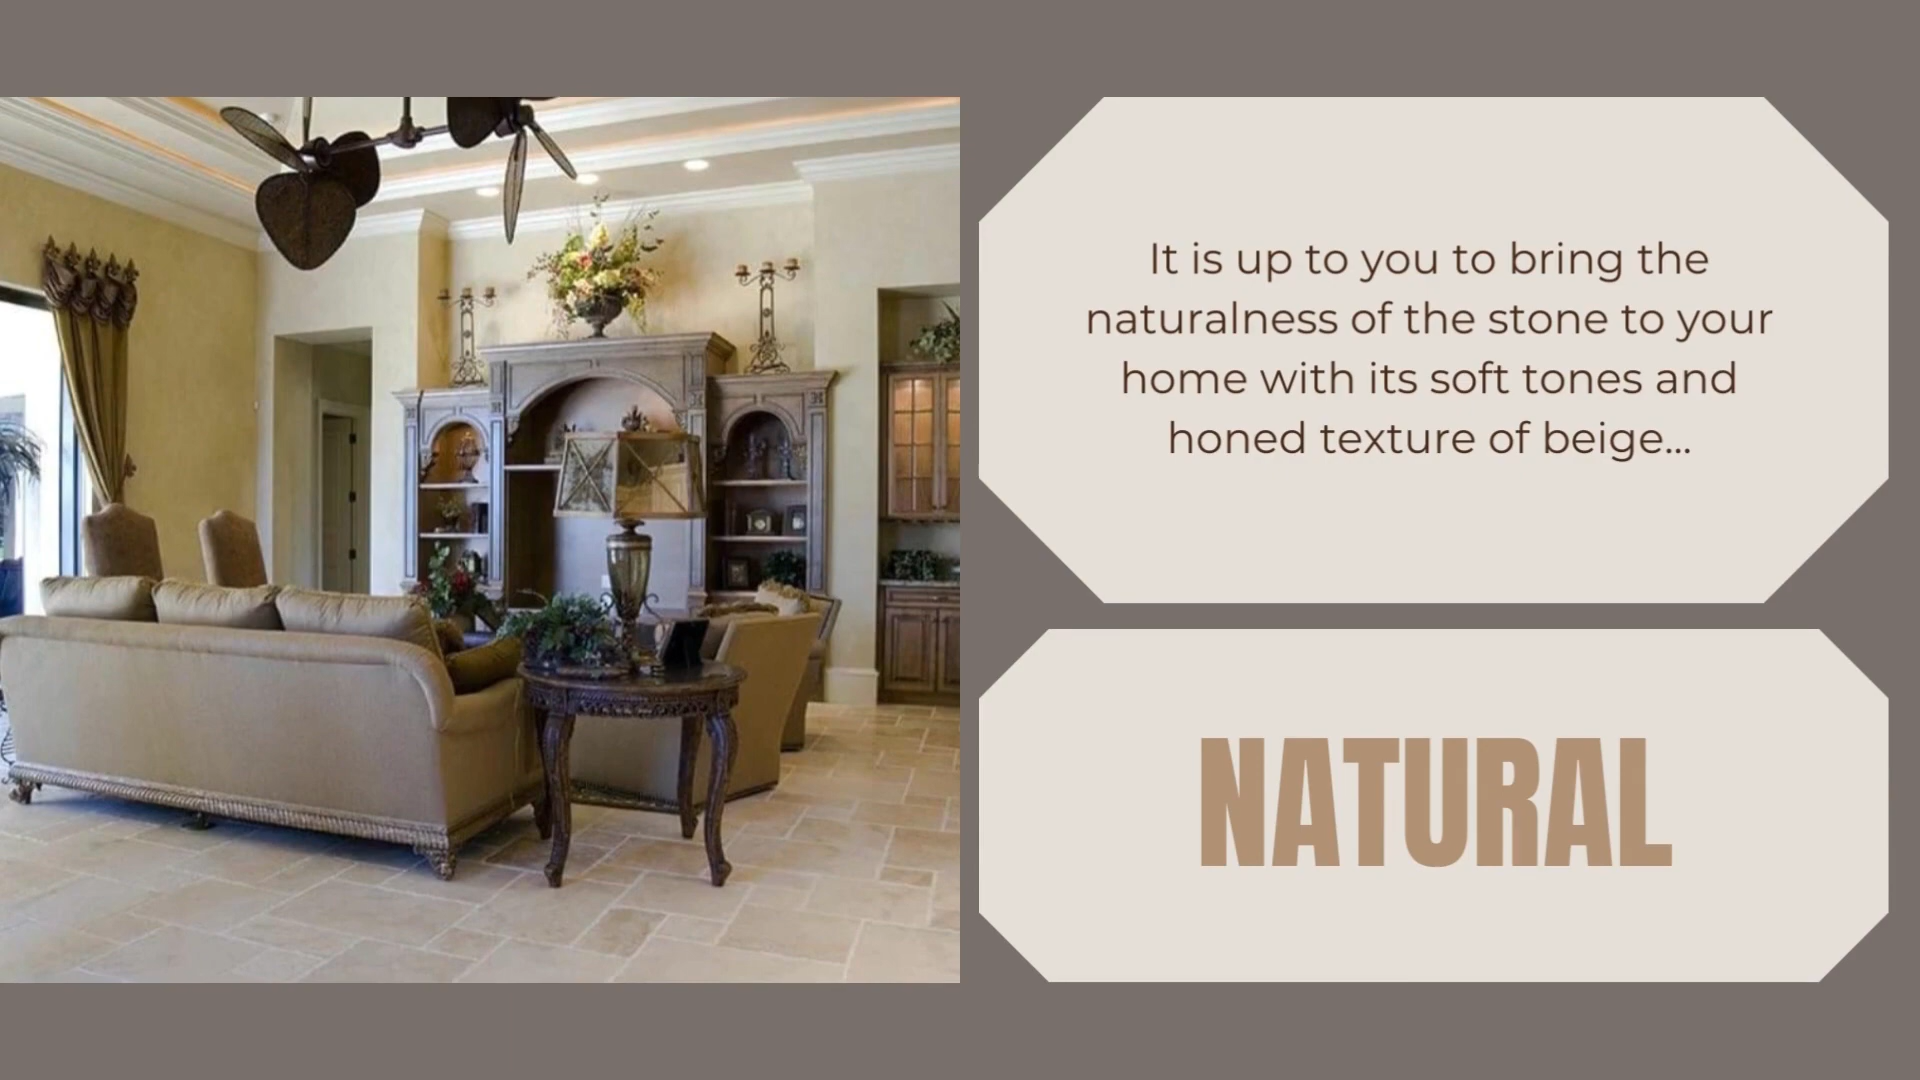 It is up to you to bring the
naturalness of the stone to your
home with its soft tones and
honed texture of beige...
NATURAL